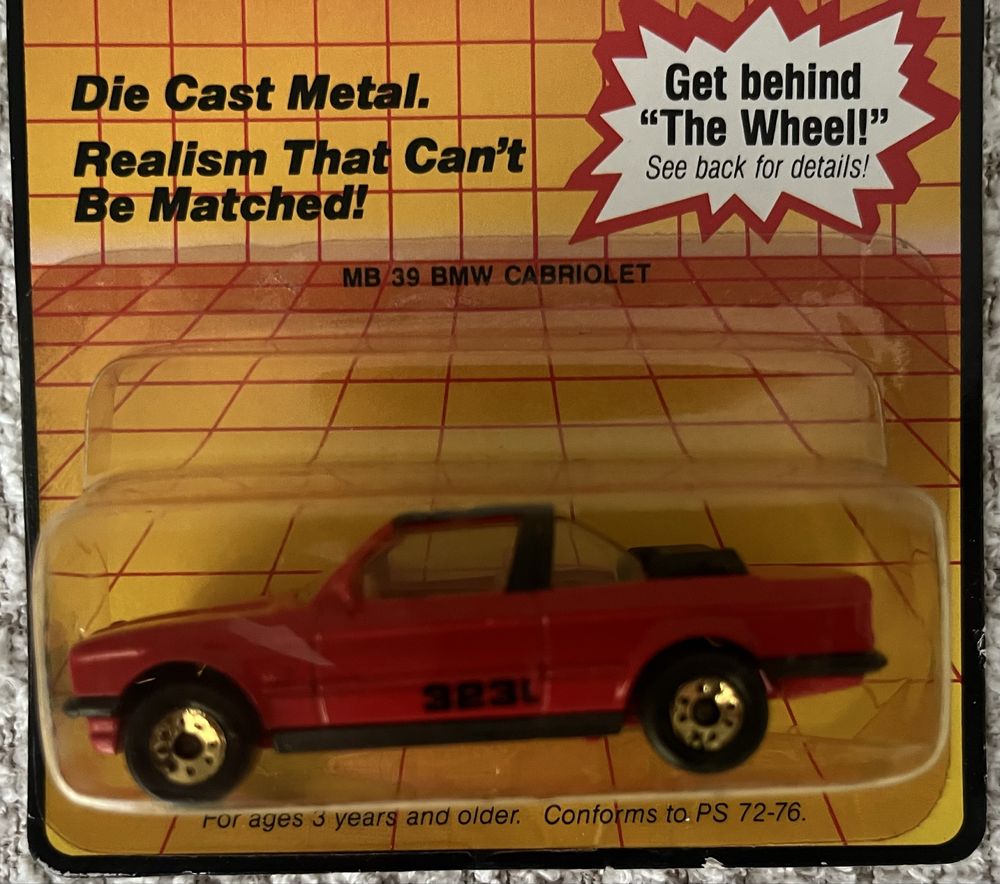 Die Cast Metal.
Realism That Can't
Be Matched!
Get behind
“The Wheel!”
See back for details!
MB 39 BMW CABRIOLET
323i
For ages 3 years and older. Conforms to PS 72-76.